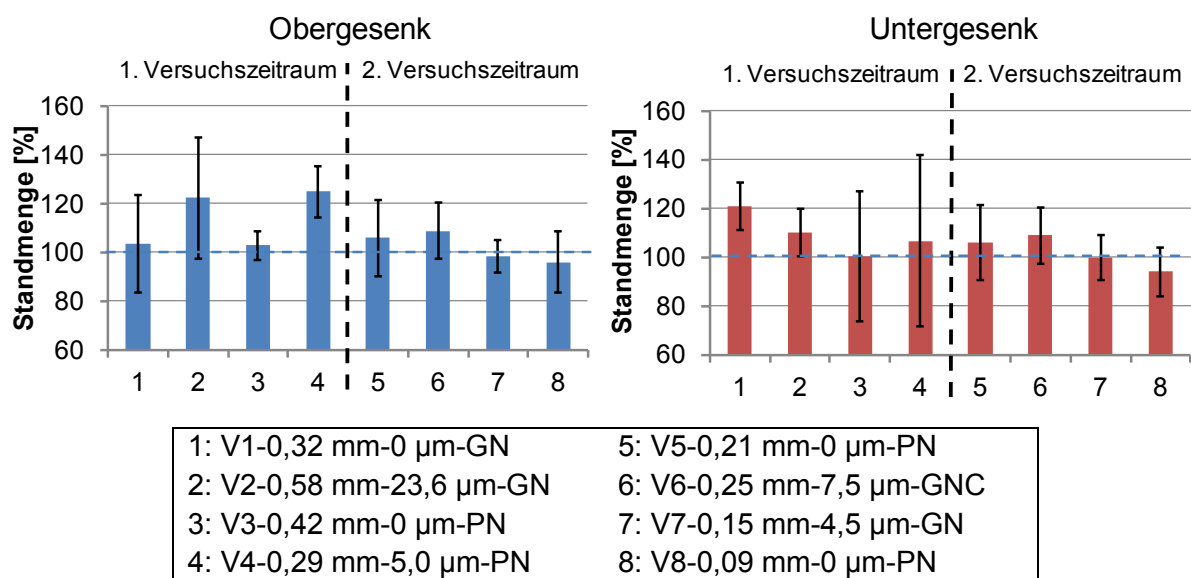 Obergesenk
1. Versuchszeitraum 2. Versuchszeitraum
Standmenge [%]
160
140
120
100
80
60
1 2 3 4 5 6 7 8
Untergesenk
1. Versuchszeitraum 2. Versuchszeitraum
Standmenge [%]
160
140
120
100
80
60
1 2 3 4 5 6 7 8
1: V1-0,32 mm-0 µm-GN
2: V2-0,58 mm-23,6 µm-GN
3: V3-0,42 mm-0 µm-PN
4: V4-0,29 mm-5,0 µm-PN
5: V5-0,21 mm-0 µm-PN
6: V6-0,25 mm-7,5 µm-GNC
7: V7-0,15 mm-4,5 µm-GN
8: V8-0,09 mm-0 µm-PN